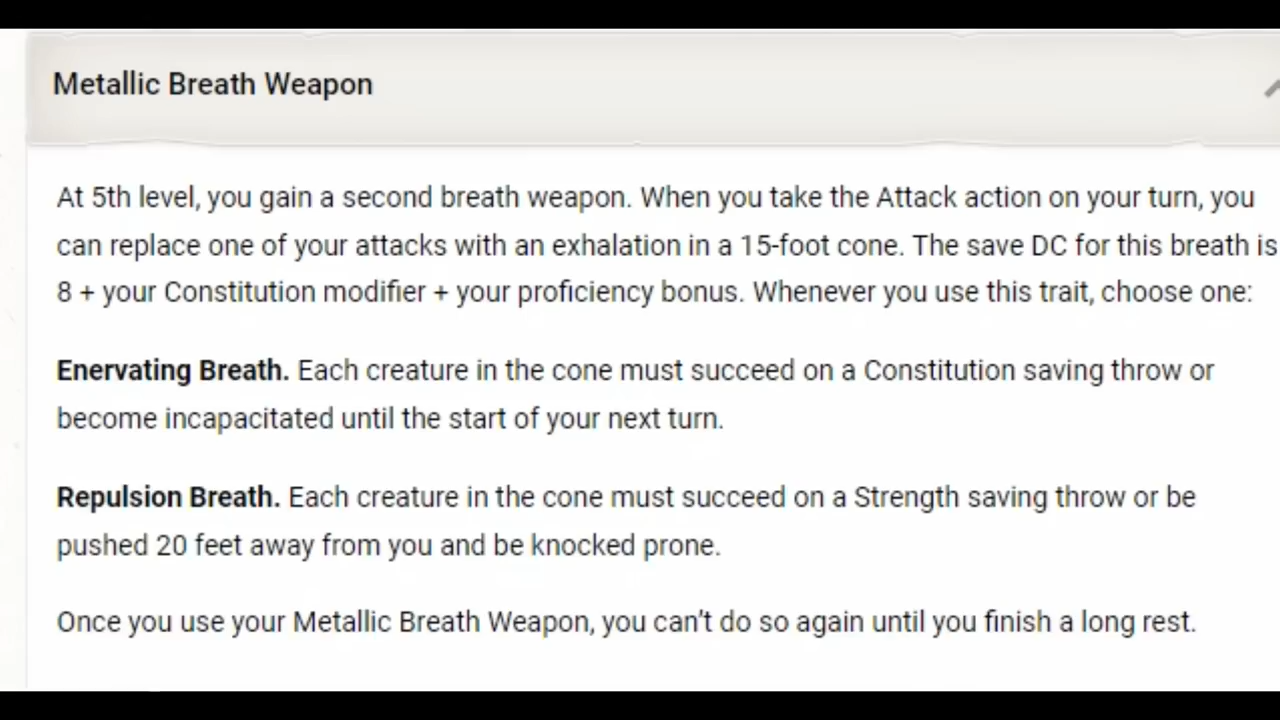 Metallic Breath Weapon
At 5th level, you gain a second breath weapon. When you take the Attack action on your turn, you
can replace one of your attacks with an exhalation in a 15-foot cone. The save DC for this breath is
8 + your Constitution modifier + your proficiency bonus. Whenever you use this trait, choose one:
Enervating Breath. Each creature in the cone must succeed on a Constitution saving throw or
become incapacitated until the start of your next turn.
Repulsion Breath. Each creature in the cone must succeed on a Strength saving throw or be
pushed 20 feet away from you and be knocked prone.
Once you use your Metallic Breath Weapon, you can’t do so again until you finish a long rest.